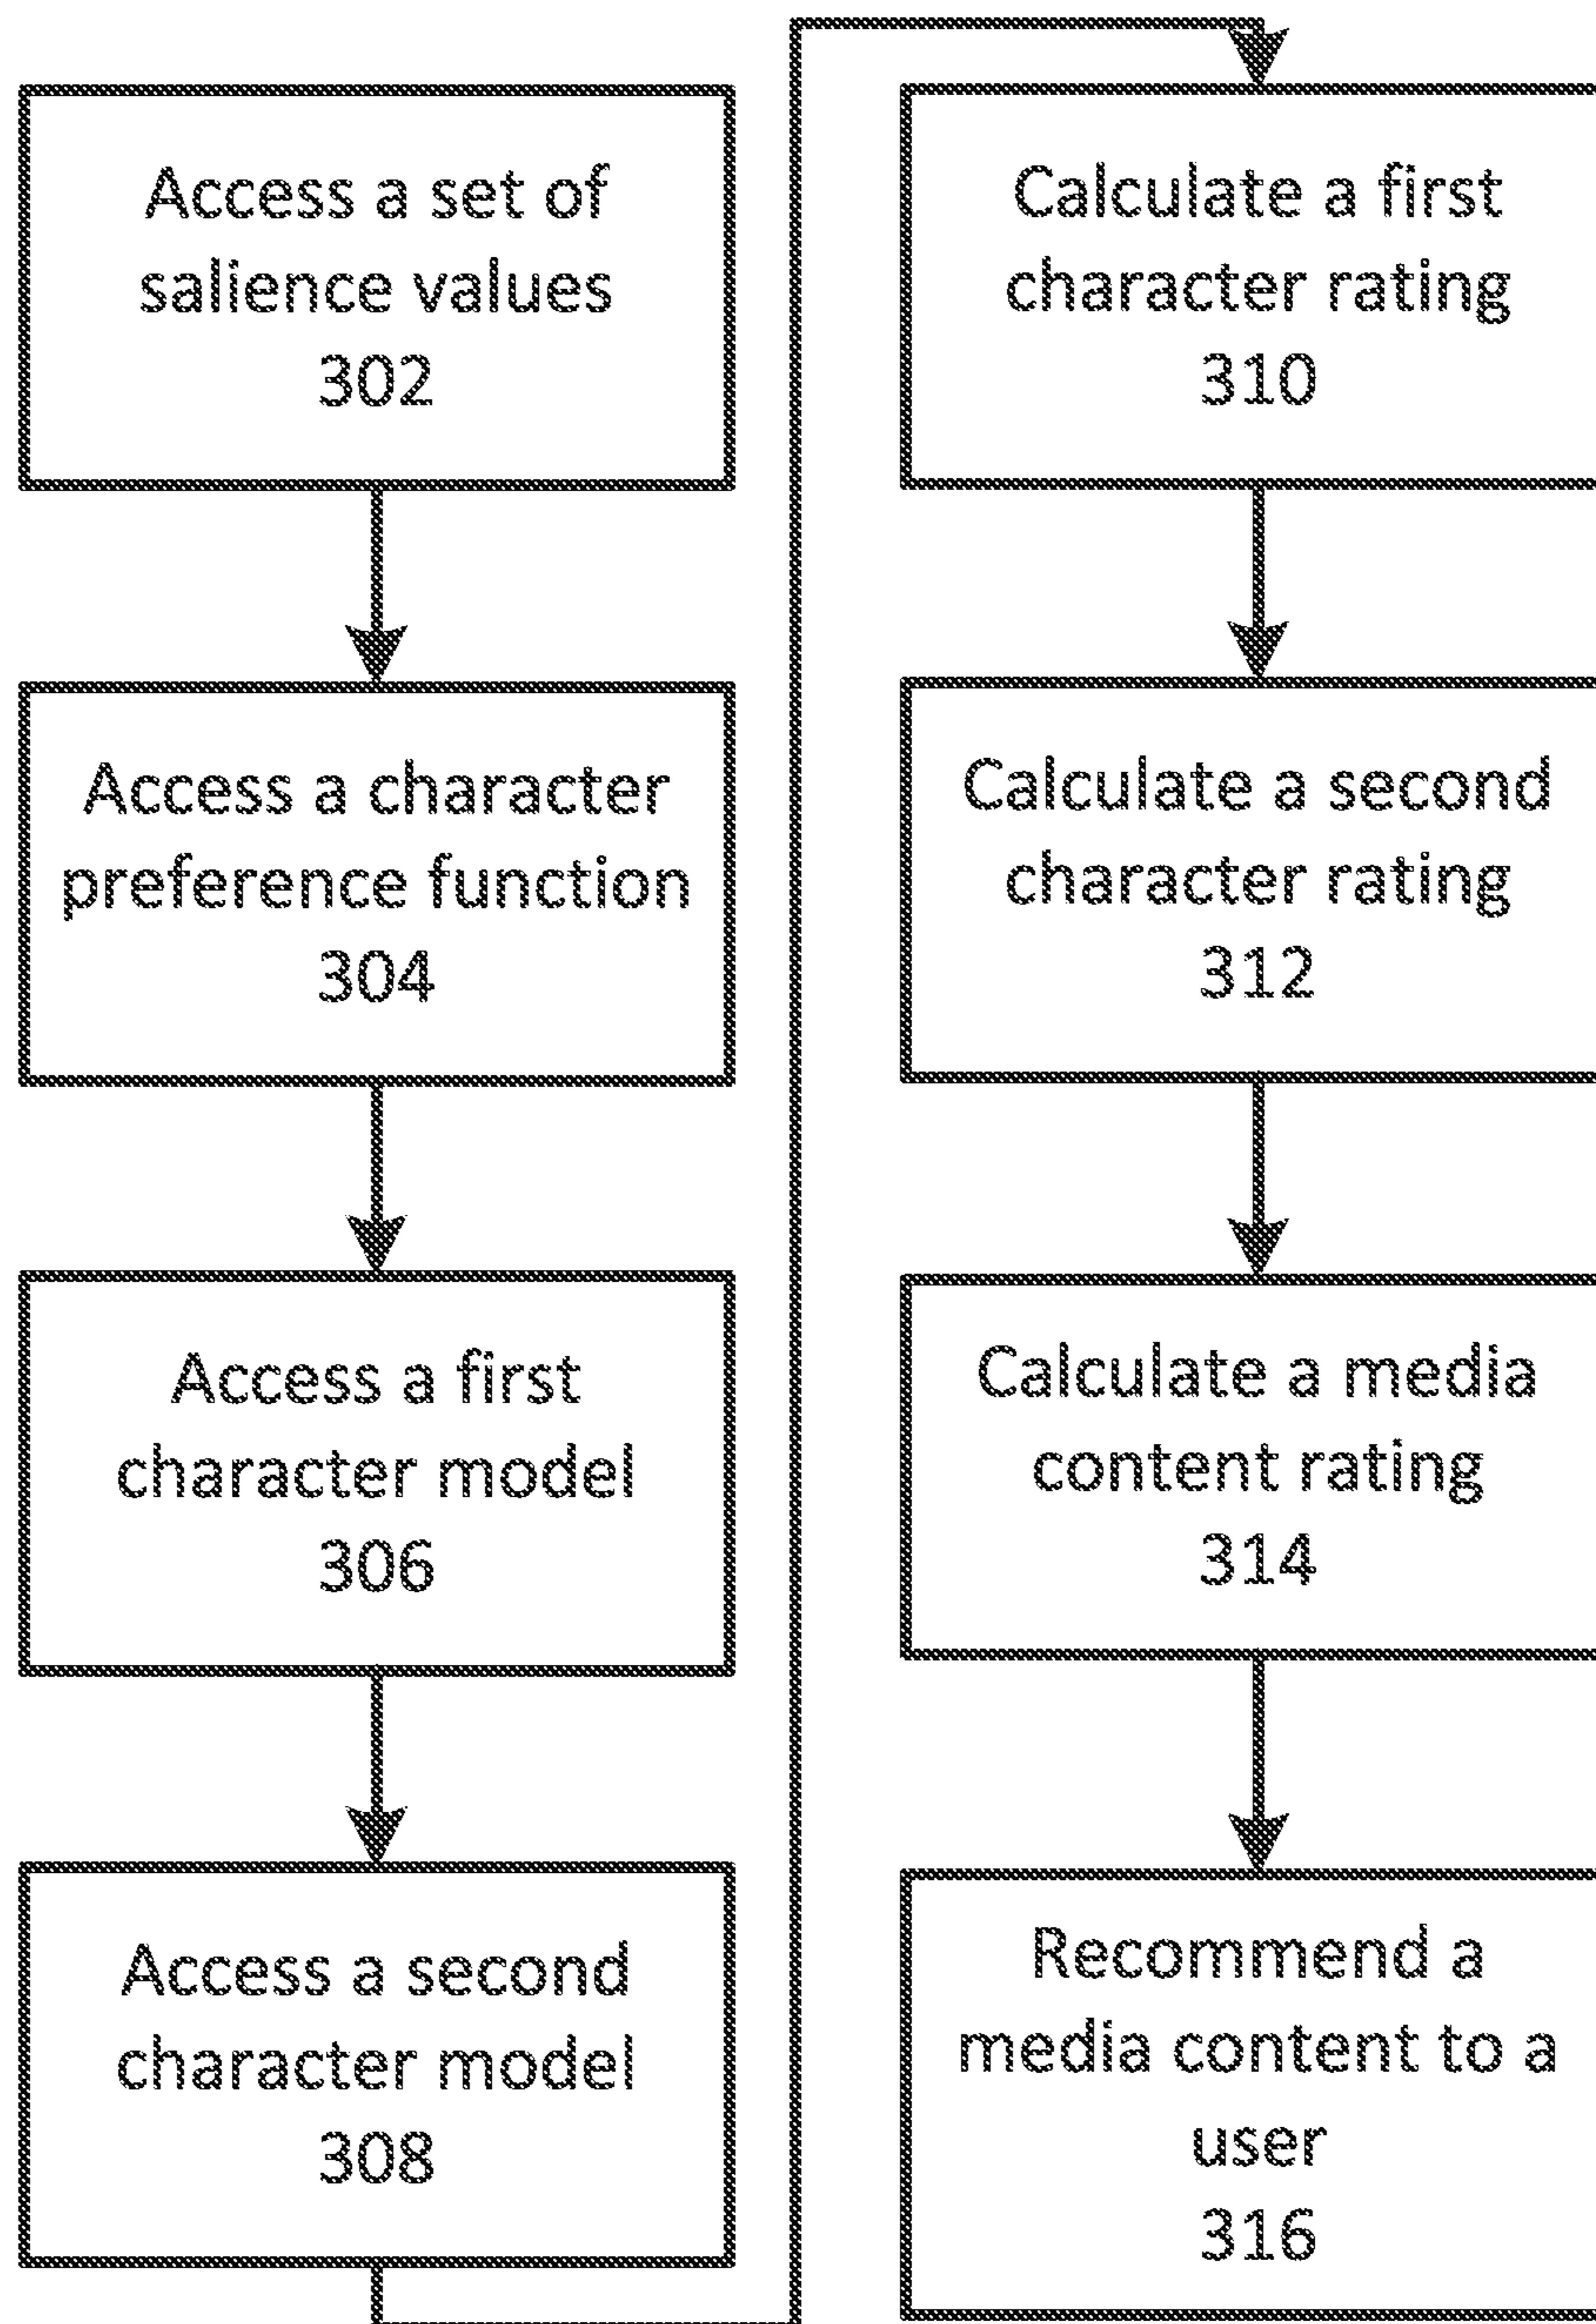 Access a set of
salience values
302
Access a character
preference function
304
Access a first
character model
306
Access a second
character model
308
Calculate a first
character rating
310
Calculate a second
character rating
312
Calculate a media
content rating
314
Recommend a
media content to a
user
316